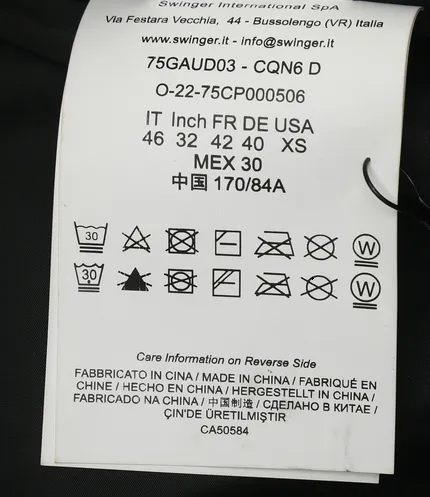 Swinger International SpA
Via Festara Vecchia, 44 - Bussolengo (VR) Italia
www.swinger.it - info@swinger.it
75GAUD03 - CQN6 D
O-22-75CP000506
IT Inch FR DE USA
46 32 42 40 XS
MEX 30
中国 170/84A
30 W
30 W
Care Information on Reverse Side
FABBRICATO IN CINA / MADE IN CHINA / FABRIQUÉ EN
CHINE / HECHO EN CHINA / HERGESTELLT IN CHINA /
FABRICADO NA CHINA / 中国制造 / СДЕЛАНО В КИТАЕ /
ÇIN'DE ÜRETILMIŞTIR
CA50584